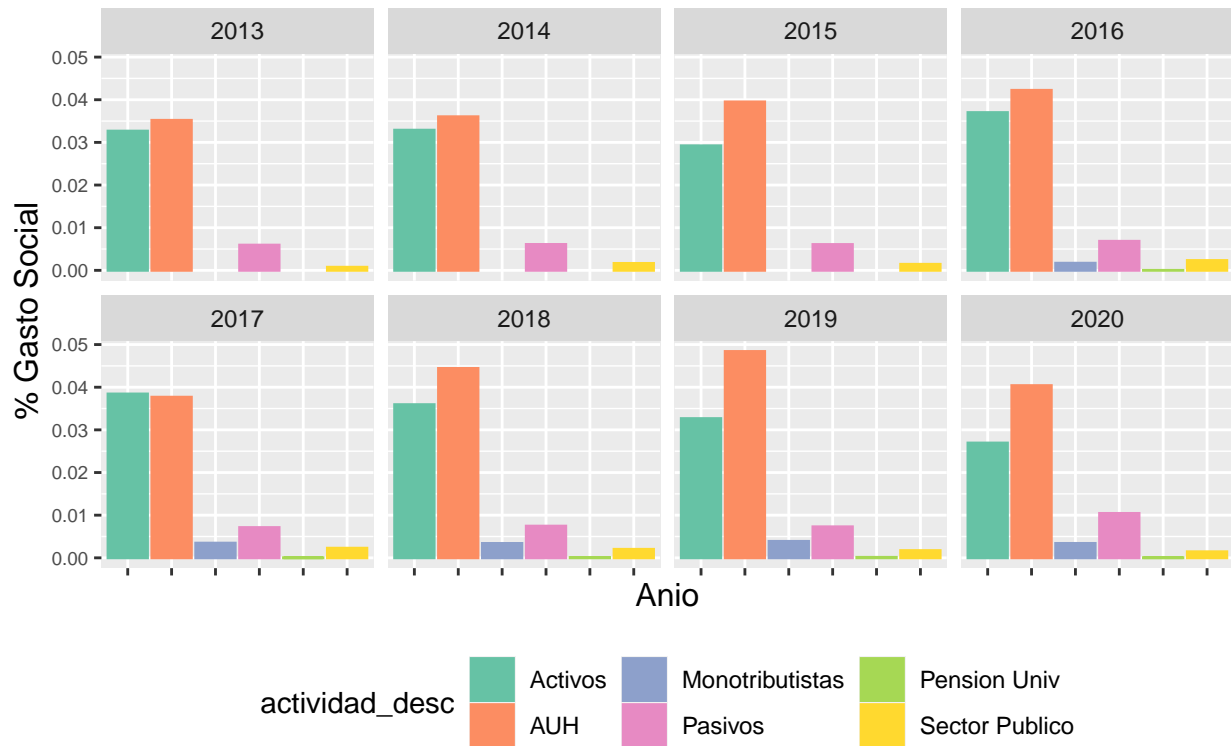 2013 2014 2015 2016
0.05
0.04
0.03
0.02
0.01
0.00
2017 2018 2019 2020
0.05
0.04
0.03
0.02
0.01
0.00
% Gasto Social
Anio
actividad_desc
Activos Monotributistas Pension Univ
AUH Pasivos Sector Publico